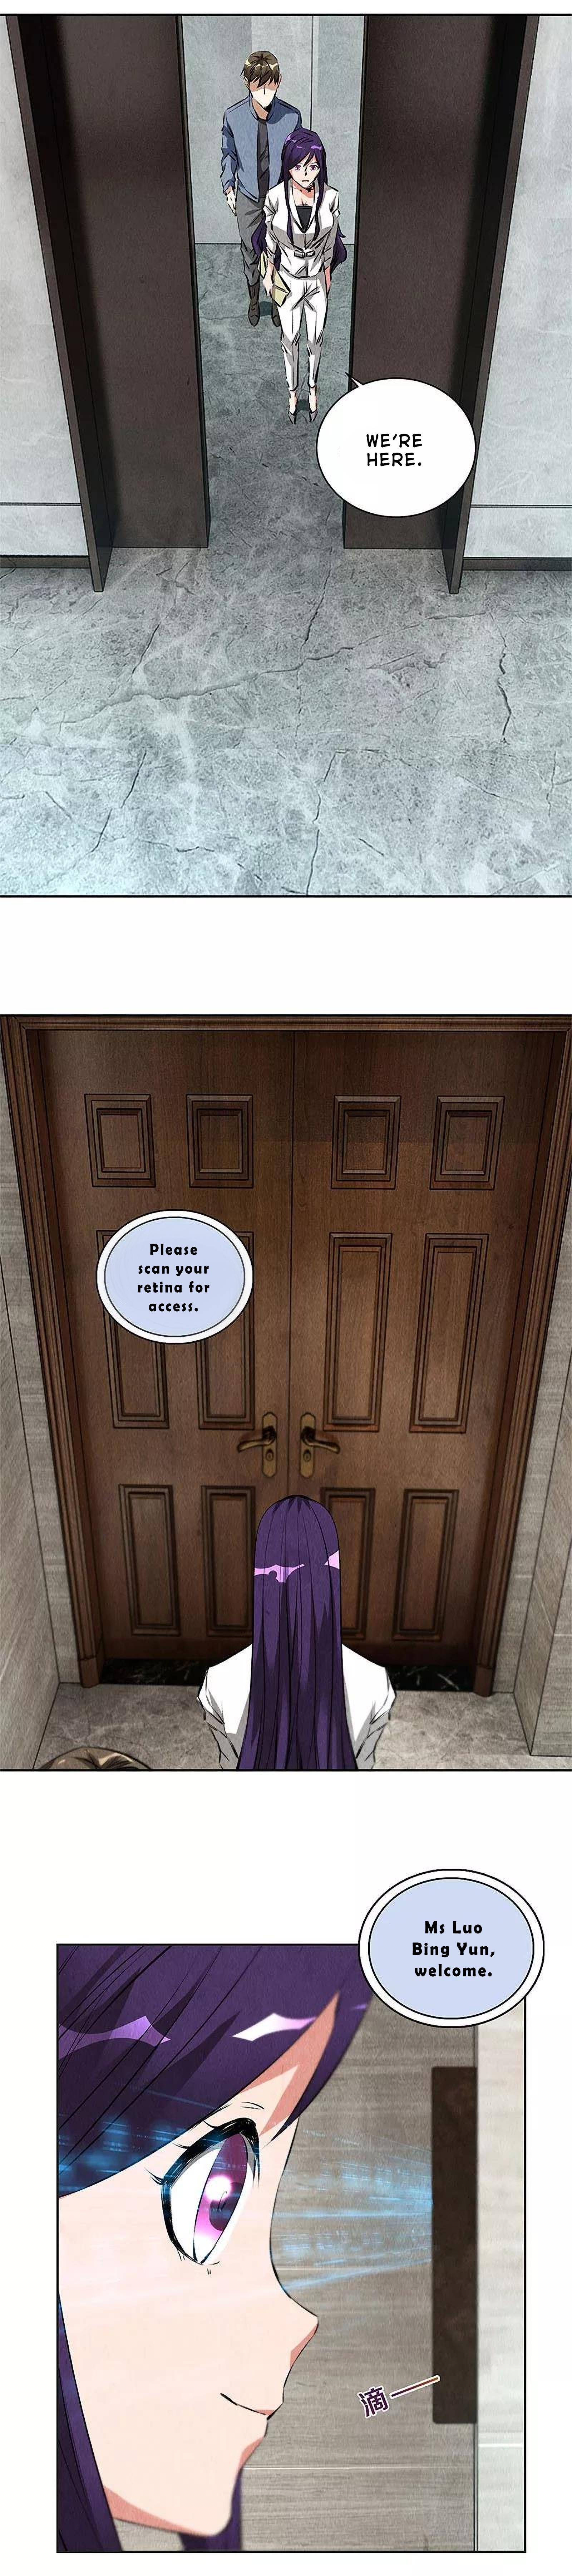 WE'RE
HERE.
Please
scan your
retina for
access.
Ms Luo
Bing Yun,
welcome.
滴—